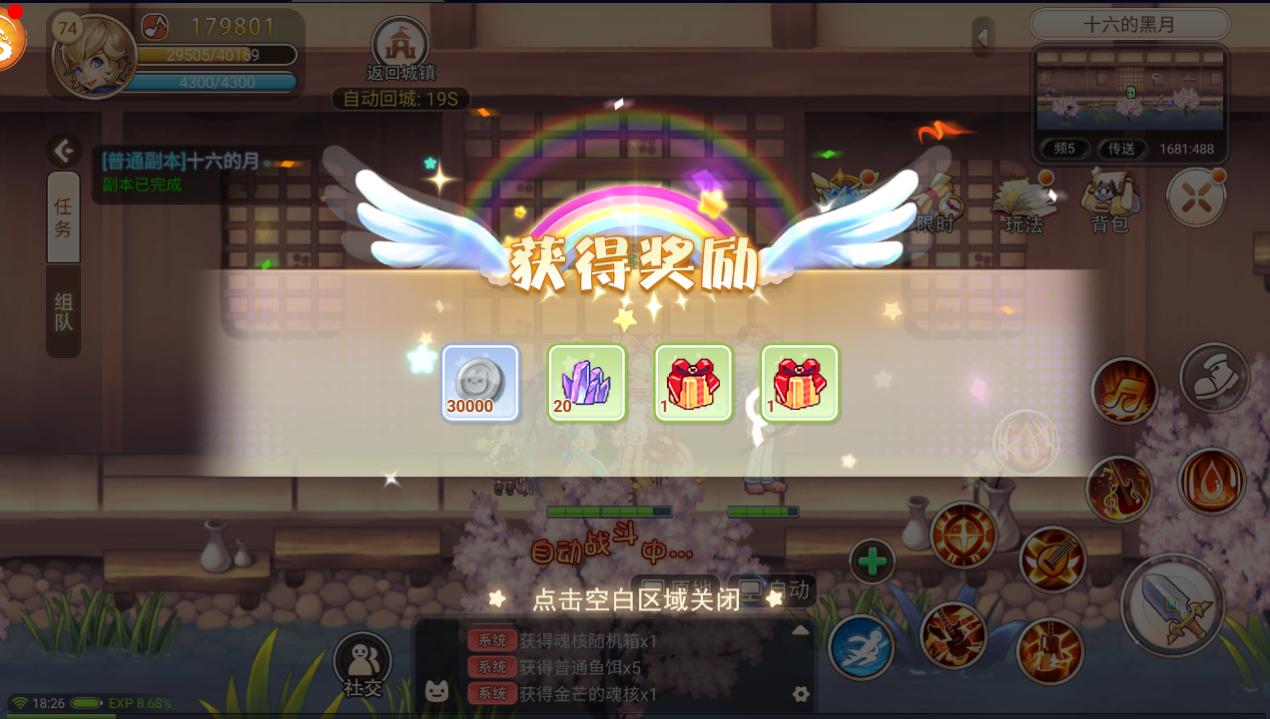 74
179801
29505/40169
4300/4300
返回城镇
自动回城: 19S
十六的黑月
频5
传送
1681:488
[普通副本]十六的月
副本已完成
任务
组队
限时
玩法
背包
获得奖励
30000
20
1
1
自动战斗中...
原地
自动
点击空白区域关闭
系统 获得魂核随机箱x1
系统 获得普通鱼饵x5
系统 获得金芒的魂核x1
社交
18:26
EXP 8.68%